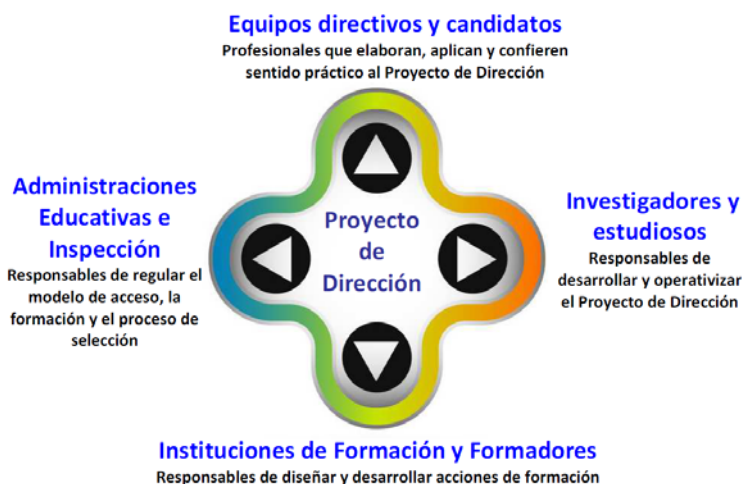 Equipos directivos y candidatos
Profesionales que elaboran, aplican y confieren
sentido práctico al Proyecto de Dirección
Administraciones
Educativas e
Inspección
Responsables de regular el
modelo de acceso, la
formación y el proceso de
selección
Proyecto
de
Dirección
Investigadores y
estudiosos
Responsables de
desarrollar y operativizar
el Proyecto de Dirección
Instituciones de Formación y Formadores
Responsables de diseñar y desarrollar acciones de formación